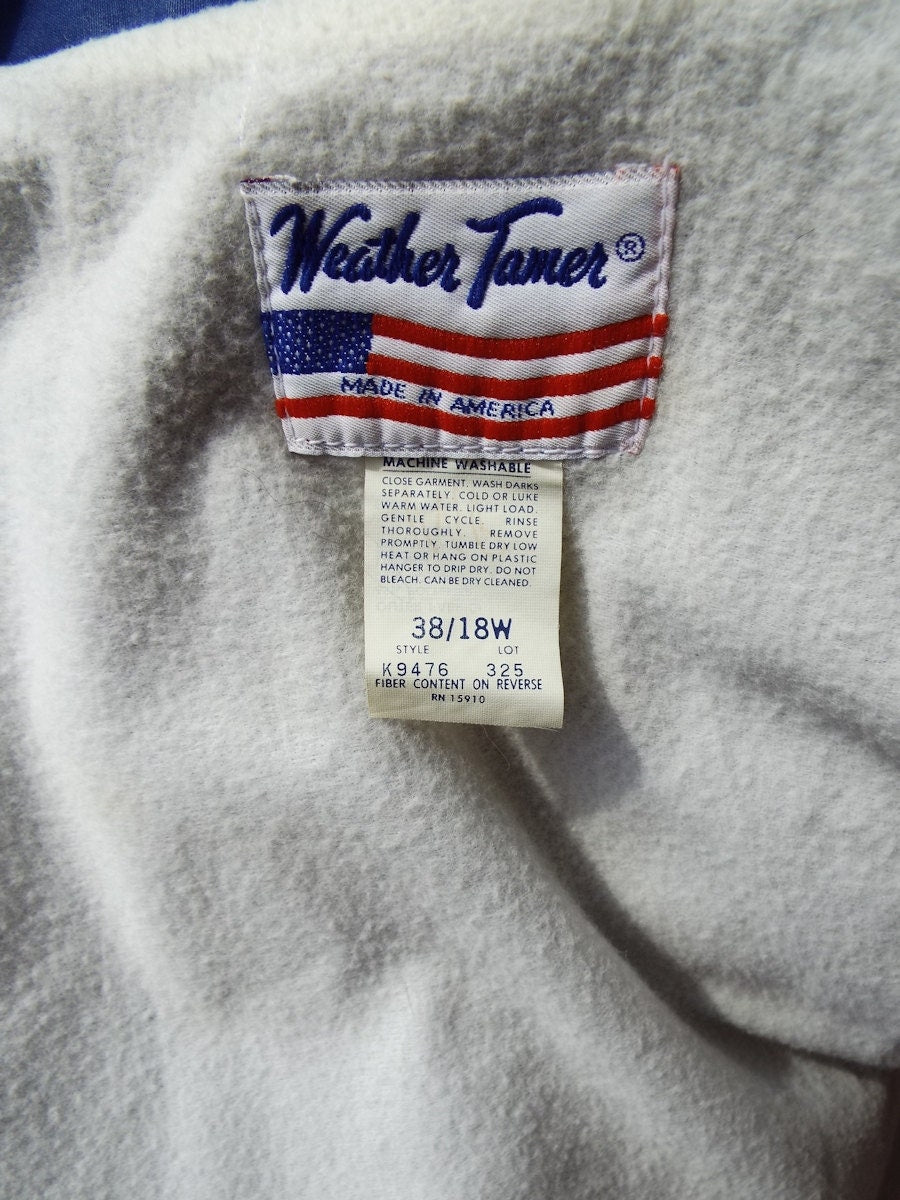 Weather Tamer®
MADE IN AMERICA
MACHINE WASHABLE
CLOSE GARMENT. WASH DARKS
SEPARATELY. COLD OR LUKE
WARM WATER. LIGHT LOAD.
GENTLE CYCLE. RINSE
THOROUGHLY. REMOVE
PROMPTLY. TUMBLE DRY LOW
HEAT OR HANG ON PLASTIC
HANGER TO DRIP DRY. DO NOT
BLEACH. CAN BE DRY CLEANED.
38/18W
STYLE LOT
K9476 325
FIBER CONTENT ON REVERSE
RN 15910